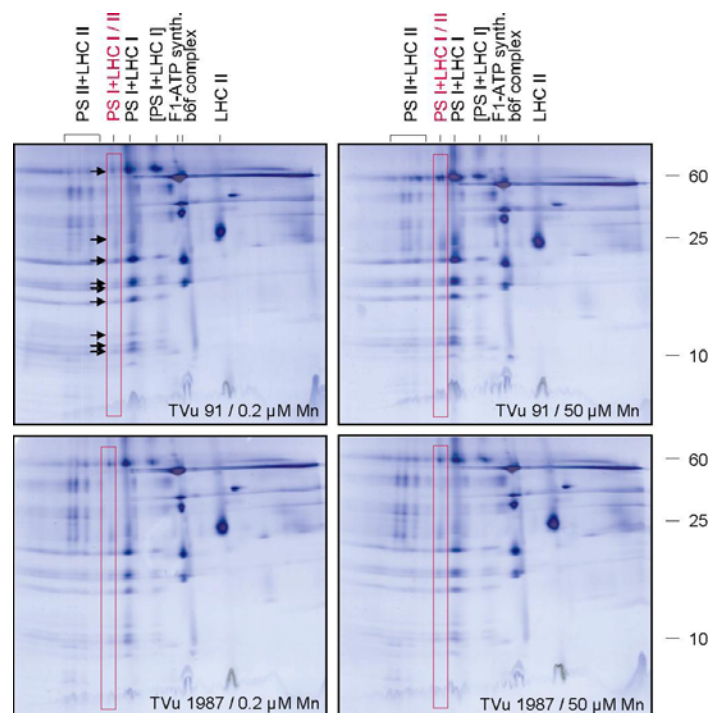 PS II+LHC II
PS I+LHC I / II
PS I+LHC I
[PS I+LHC I]
F1-ATP synth.
b6f complex
LHC II
PS II+LHC II
PS I+LHC I / II
PS I+LHC I
[PS I+LHC I]
F1-ATP synth.
b6f complex
LHC II
60
25
10
TVu 91 / 0.2 µM Mn
TVu 91 / 50 µM Mn
60
25
10
TVu 1987 / 0.2 µM Mn
TVu 1987 / 50 µM Mn